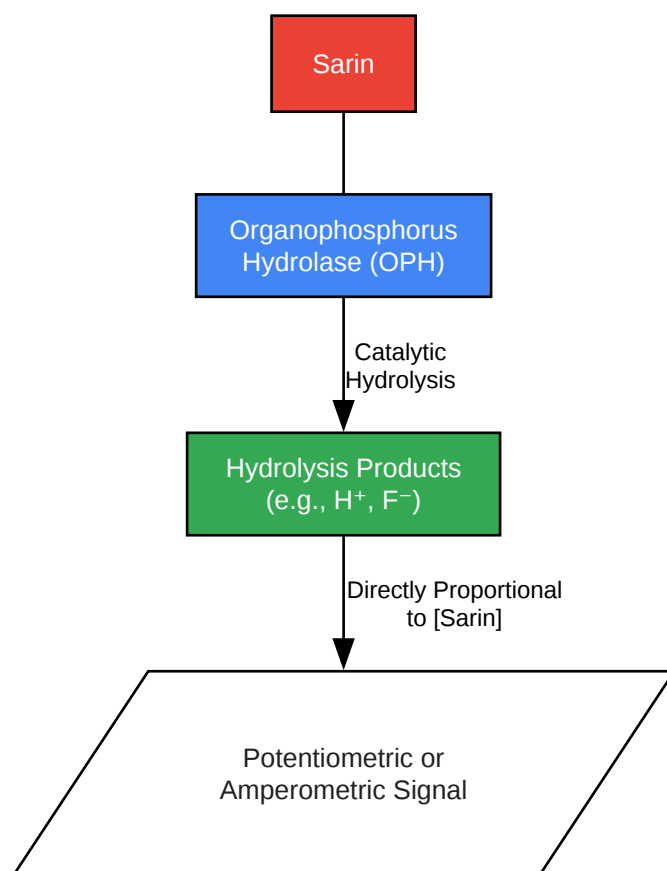 Sarin
Organophosphorus
Hydrolase (OPH)
Catalytic
Hydrolysis
Hydrolysis Products
(e.g., H⁺, F⁻)
Directly Proportional
to [Sarin]
Potentiometric or
Amperometric Signal